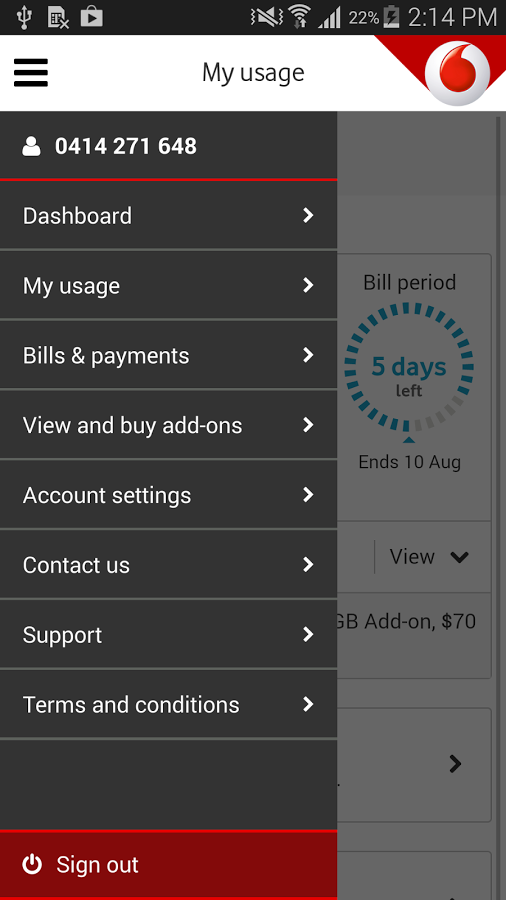 22% 2:14 PM
My usage
0414 271 648
Dashboard
My usage
Bills & payments
View and buy add-ons
Account settings
Contact us
Support
Terms and conditions
Sign out
Bill period
5 days
left
Ends 10 Aug
View
GB Add-on, $70